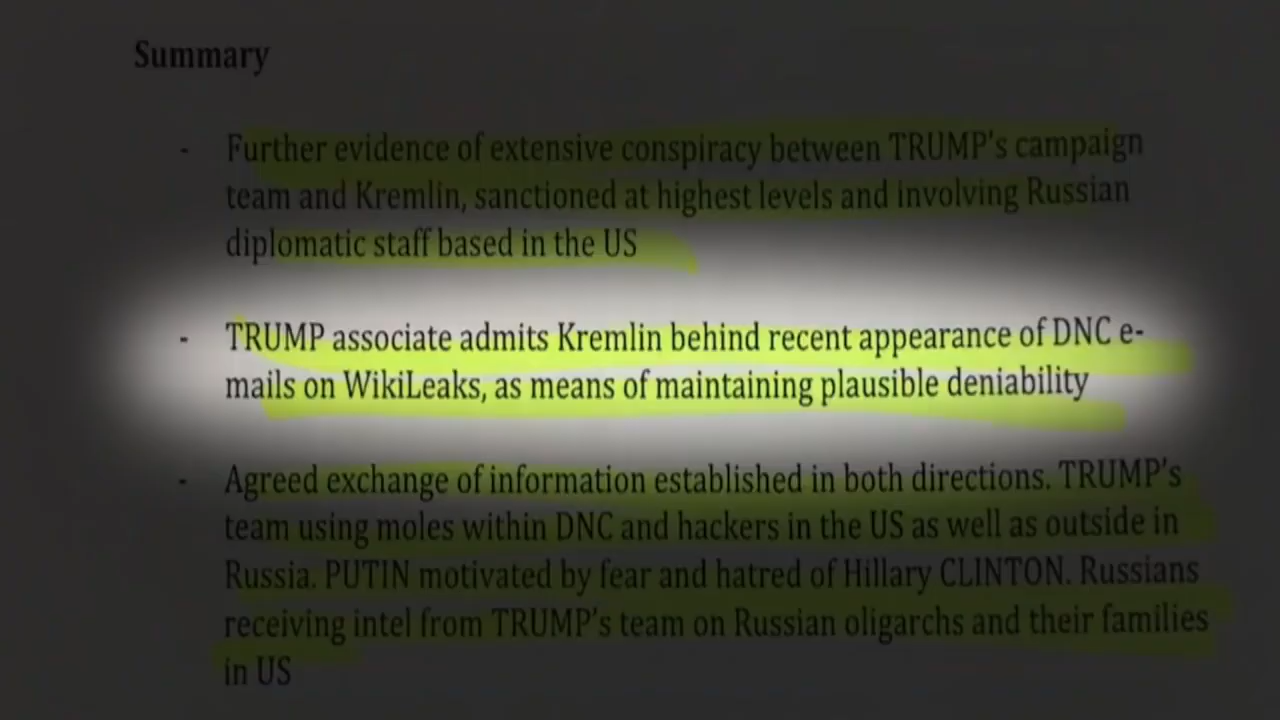 Summary
- Further evidence of extensive conspiracy between TRUMP's campaign
team and Kremlin, sanctioned at highest levels and involving Russian
diplomatic staff based in the US
- TRUMP associate admits Kremlin behind recent appearance of DNC e-
mails on WikiLeaks, as means of maintaining plausible deniability
- Agreed exchange of information established in both directions. TRUMP's
team using moles within DNC and hackers in the US as well as outside in
Russia. PUTIN motivated by fear and hatred of Hillary CLINTON. Russians
receiving intel from TRUMP's team on Russian oligarchs and their families
in US